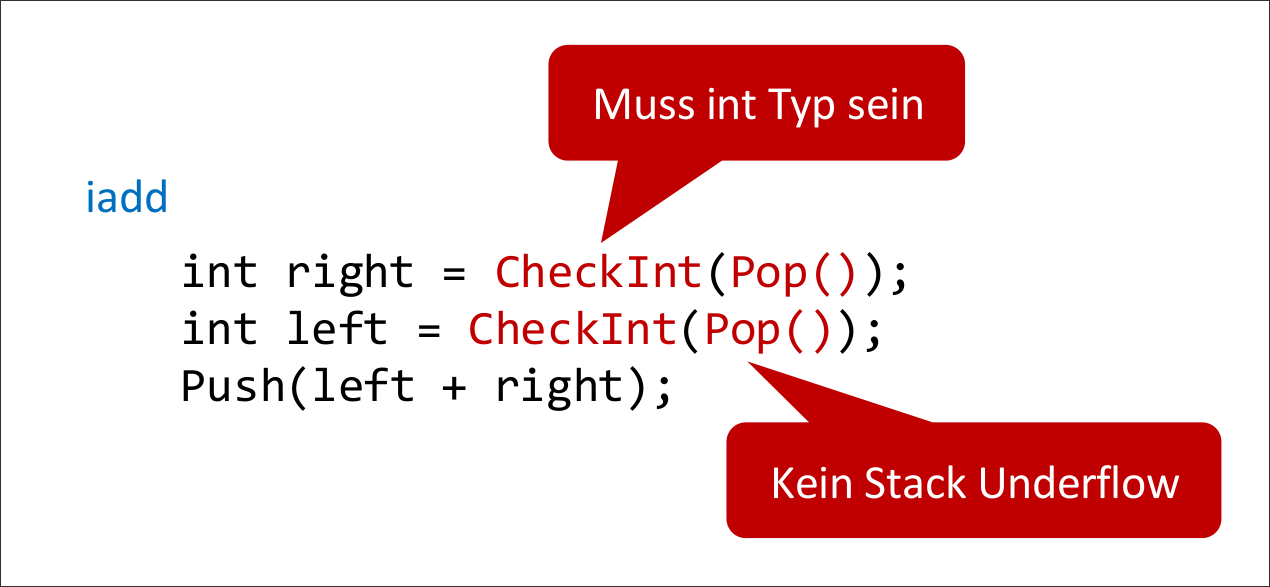 Muss int Typ sein
iadd
int right = CheckInt(Pop());
int left = CheckInt(Pop());
Push(left + right);
Kein Stack Underflow